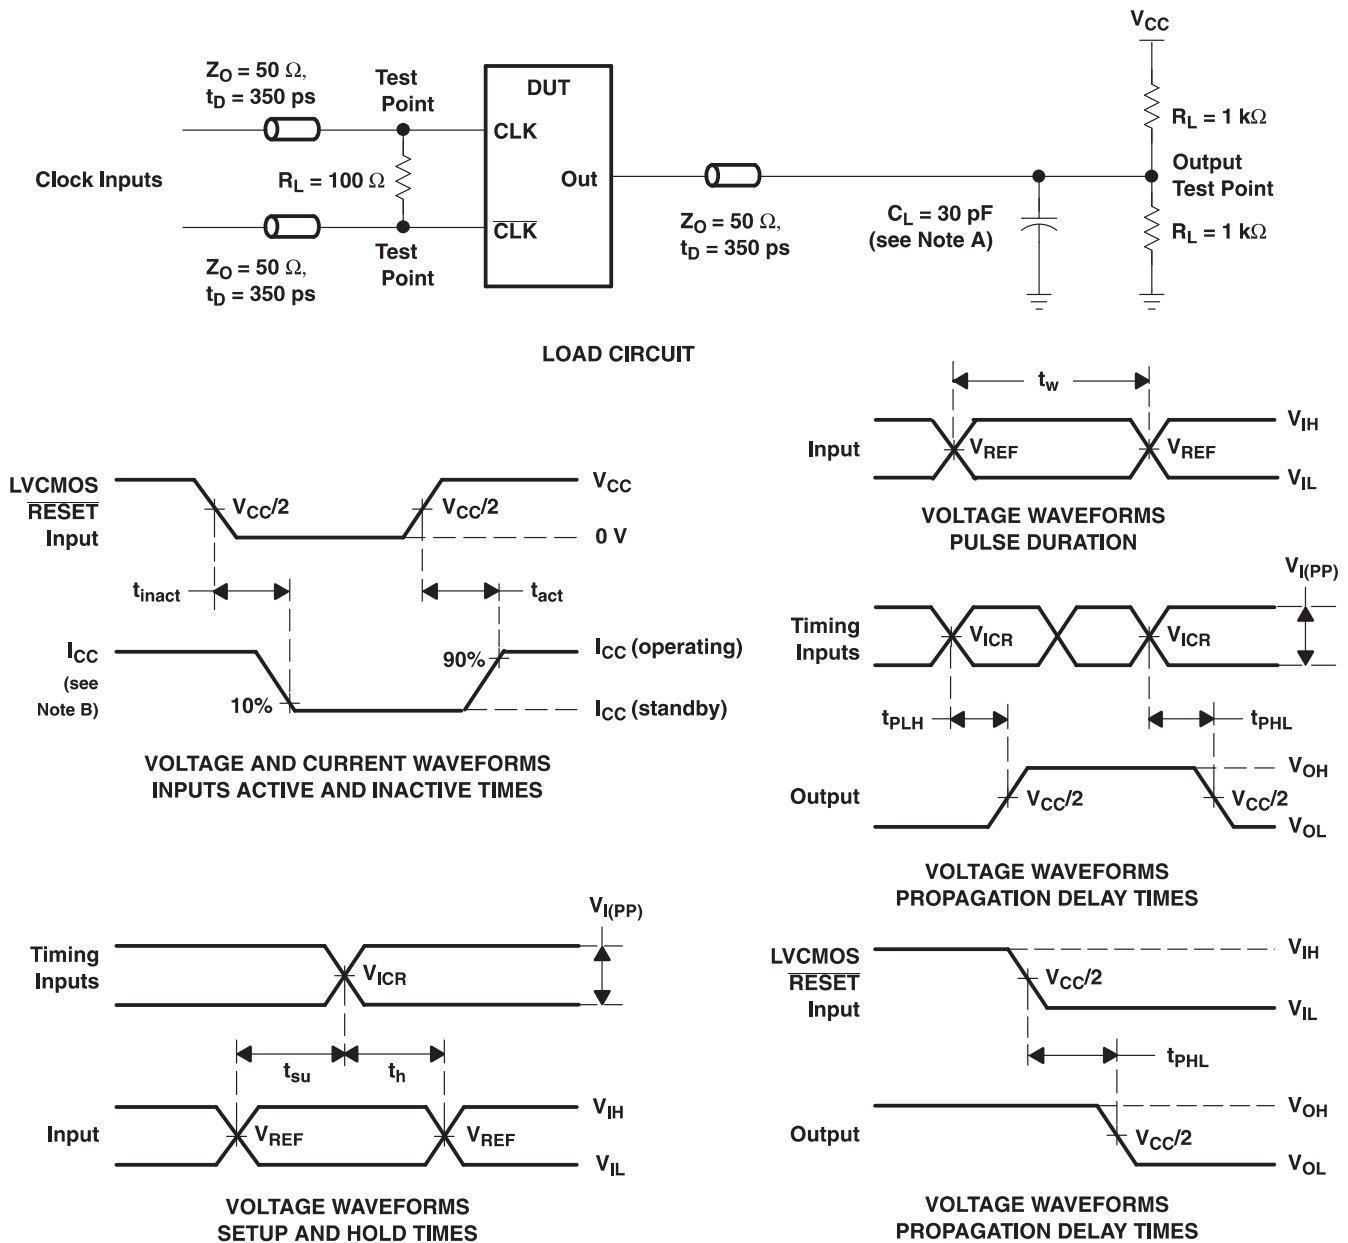 VCC
ZO = 50 Ω,
tD = 350 ps
Test
Point
DUT
CLK
RL = 1 kΩ
Clock Inputs
RL = 100 Ω
Out
Output
Test Point
CLK
ZO = 50 Ω,
tD = 350 ps
Test
Point
ZO = 50 Ω,
tD = 350 ps
CL = 30 pF
(see Note A)
RL = 1 kΩ
LOAD CIRCUIT
tw
Input
VREF
VREF
VIH
VIL
VOLTAGE WAVEFORMS
PULSE DURATION
LVCMOS
RESET
Input
VCC/2
VCC/2
VCC
0 V
tinact
tact
ICC
(see
Note B)
10%
90%
ICC (operating)
ICC (standby)
VOLTAGE AND CURRENT WAVEFORMS
INPUTS ACTIVE AND INACTIVE TIMES
VI(PP)
Timing
Inputs
VICR
VICR
tPLH
tPHL
Output
VCC/2
VCC/2
VOH
VOL
VOLTAGE WAVEFORMS
PROPAGATION DELAY TIMES
VI(PP)
Timing
Inputs
VICR
tsu
th
Input
VREF
VREF
VIH
VIL
VOLTAGE WAVEFORMS
SETUP AND HOLD TIMES
LVCMOS
RESET
Input
VCC/2
VIH
VIL
tPHL
Output
VCC/2
VOH
VOL
VOLTAGE WAVEFORMS
PROPAGATION DELAY TIMES